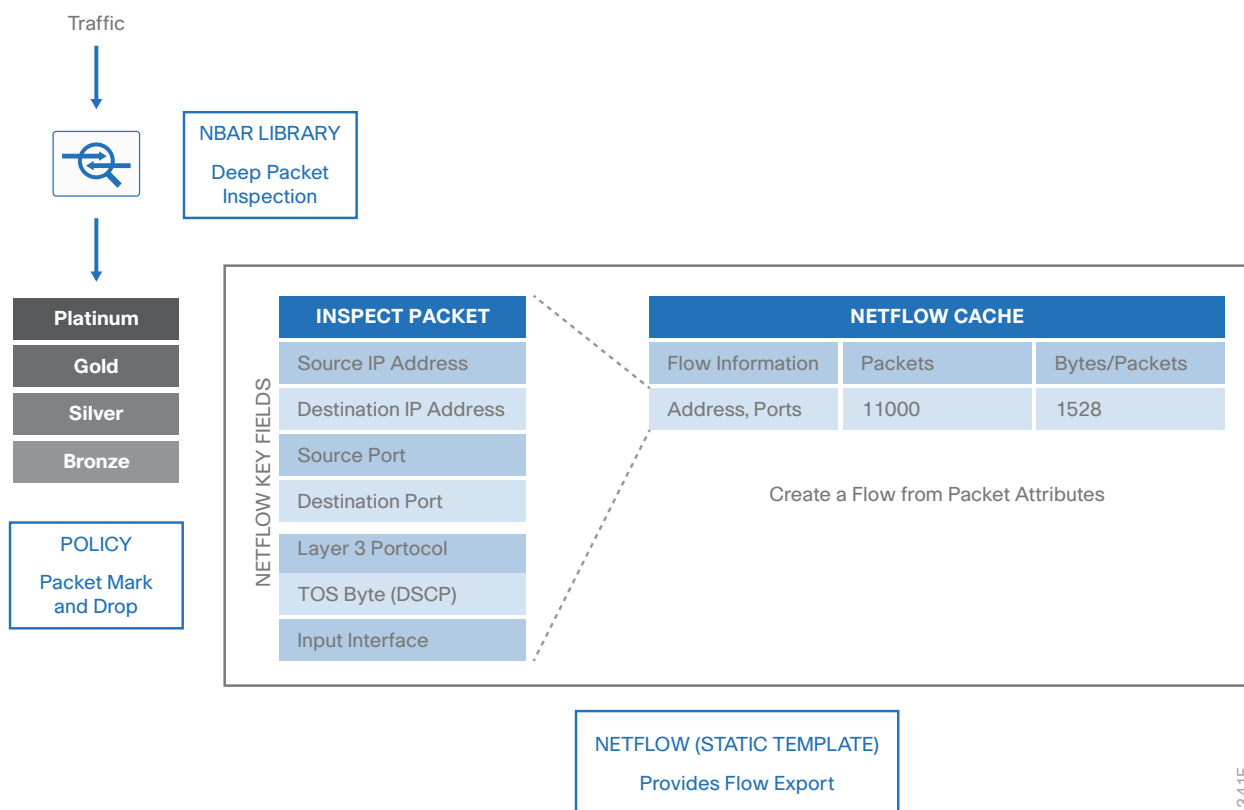 Traffic
NBAR LIBRARY
Deep Packet
Inspection
Platinum
Gold
Silver
Bronze
POLICY
Packet Mark
and Drop
NETFLOW KEY FIELDS
INSPECT PACKET
Source IP Address
Destination IP Address
Source Port
Destination Port
Layer 3 Portocol
TOS Byte (DSCP)
Input Interface
NETFLOW CACHE
Flow Information Packets Bytes/Packets
Address, Ports 11000 1528
Create a Flow from Packet Attributes
NETFLOW (STATIC TEMPLATE)
Provides Flow Export